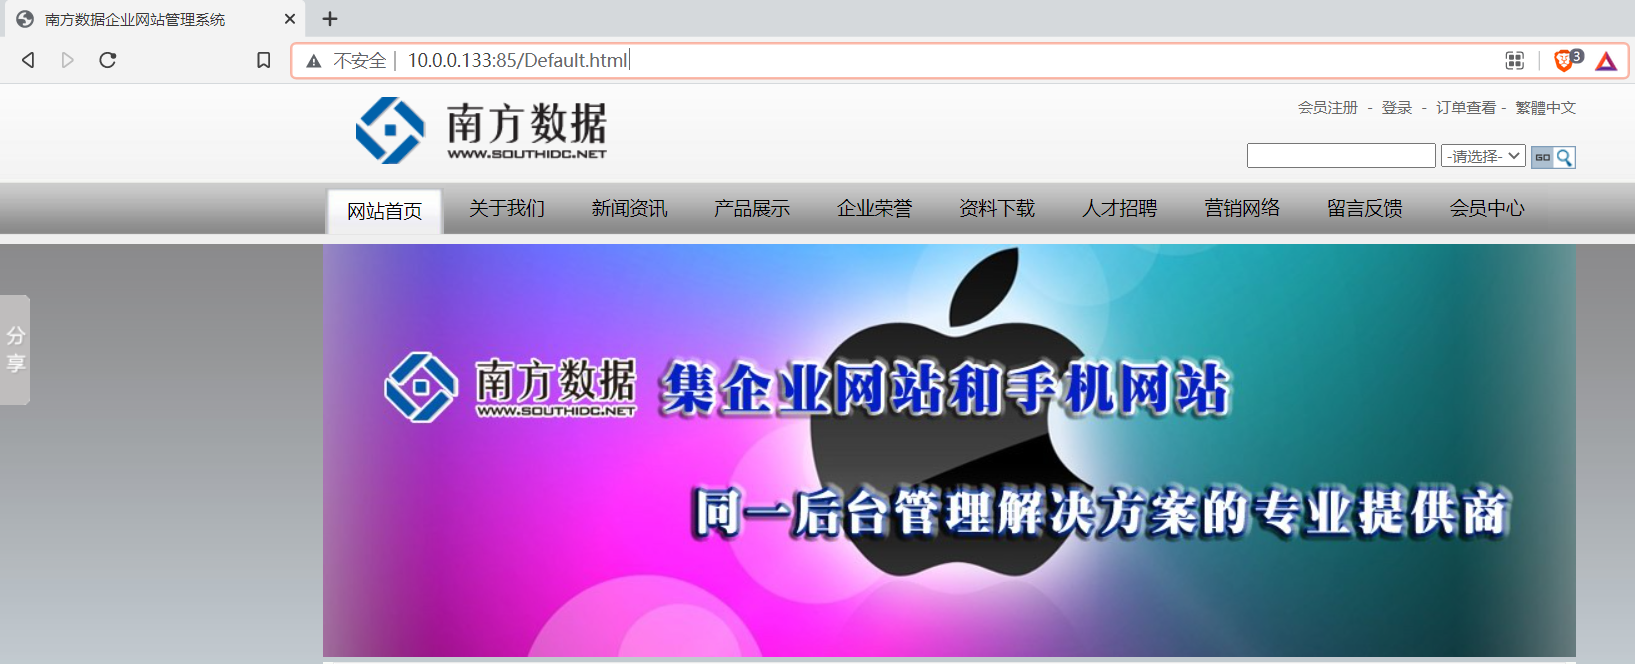 南方数据企业网站管理系统
不安全 | 10.0.0.133:85/Default.html
3
南方数据
WWW.SOUTHIDC.NET
会员注册 - 登录 - 订单查看 - 繁體中文
-请选择-
GO
网站首页 关于我们 新闻资讯 产品展示 企业荣誉 资料下载 人才招聘 营销网络 留言反馈 会员中心
分享
南方数据
WWW.SOUTHIDC.NET
集企业网站和手机网站
同一后台管理解决方案的专业提供商